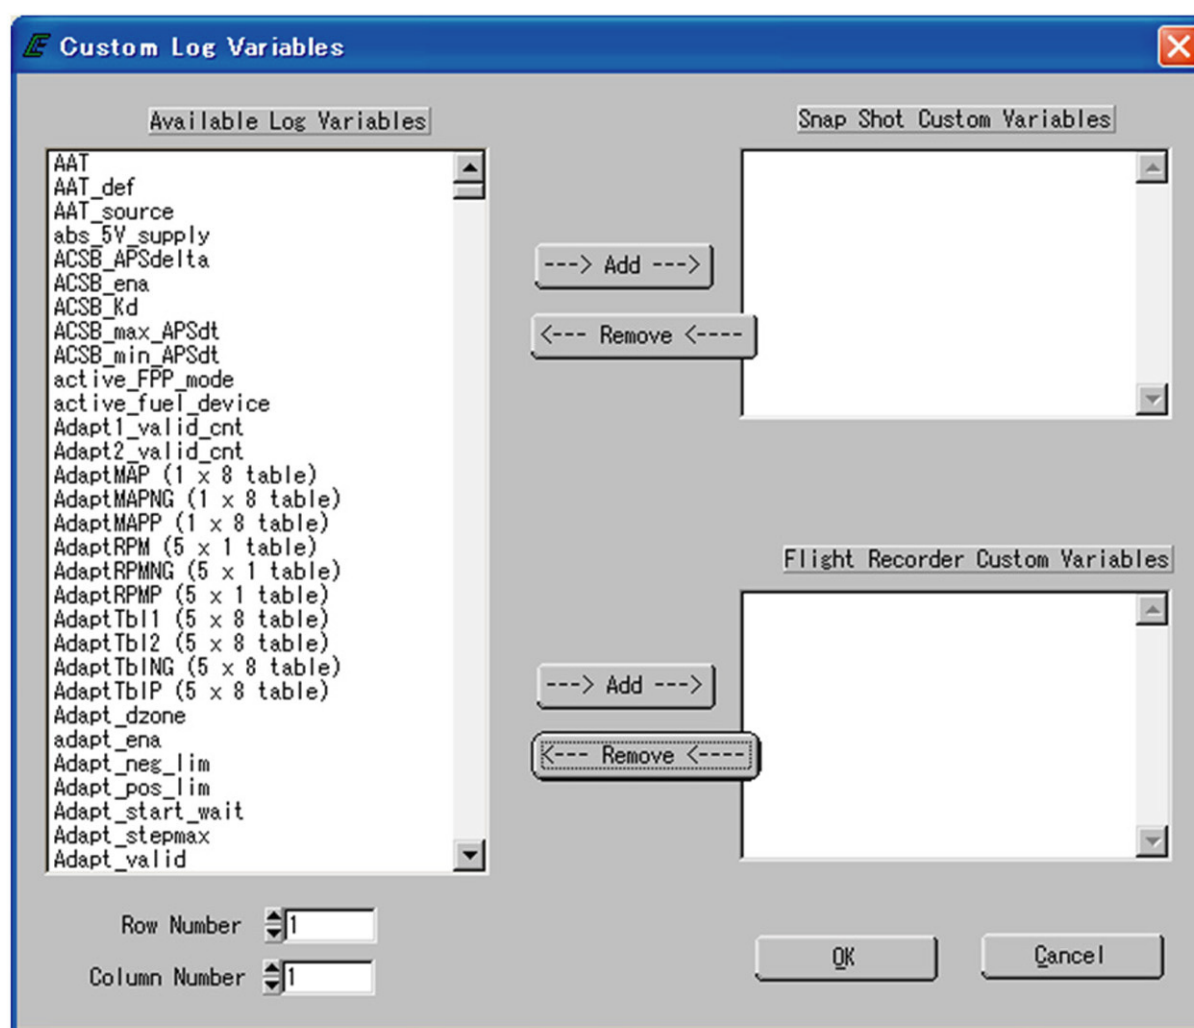 Custom Log Variables
Available Log Variables
AAT
AAT_def
AAT_source
abs_5V_supply
ACSB_APSdelta
ACSB_ena
ACSB_Kd
ACSB_max_APSdt
ACSB_min_APSdt
active_FPP_mode
active_fuel_device
Adapt1_valid_cnt
Adapt2_valid_cnt
AdaptMAP (1 x 8 table)
AdaptMAPNG (1 x 8 table)
AdaptMAPP (1 x 8 table)
AdaptRPM (5 x 1 table)
AdaptRPMNG (5 x 1 table)
AdaptRPMP (5 x 1 table)
AdaptTbl1 (5 x 8 table)
AdaptTbl2 (5 x 8 table)
AdaptTblNG (5 x 8 table)
AdaptTblP (5 x 8 table)
Adapt_dzone
adapt_ena
Adapt_neg_lim
Adapt_pos_lim
Adapt_start_wait
Adapt_stepmax
Adapt_valid
Row Number 1
Column Number 1
Snap Shot Custom Variables
---> Add --->
<--- Remove <----
Flight Recorder Custom Variables
---> Add --->
<--- Remove <----
OK
Cancel